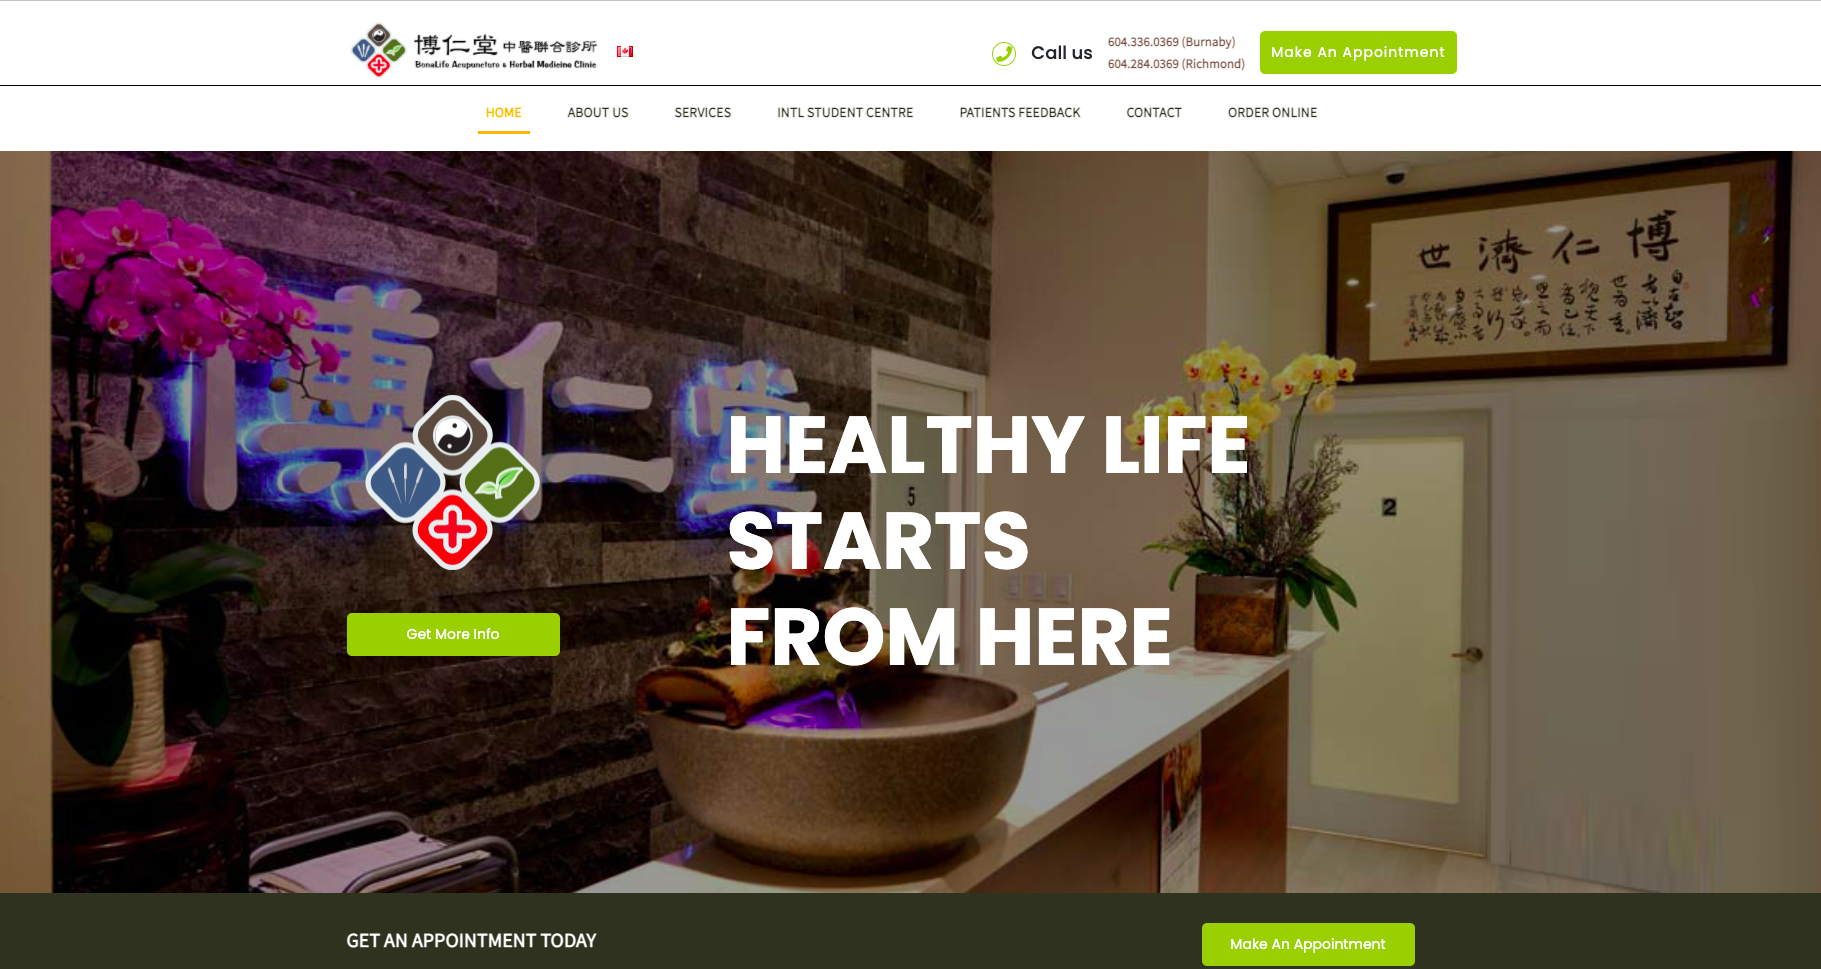 博仁堂 中醫聯合診所
BonaLife Acupuncture & Herbal Medicine Clinic
Call us
604.336.0369 (Burnaby)
604.284.0369 (Richmond)
Make An Appointment
HOME
ABOUT US
SERVICES
INTL STUDENT CENTRE
PATIENTS FEEDBACK
CONTACT
ORDER ONLINE
世濟仁博
博仁堂
5
2
HEALTHY LIFE
STARTS
FROM HERE
Get More Info
GET AN APPOINTMENT TODAY
Make An Appointment